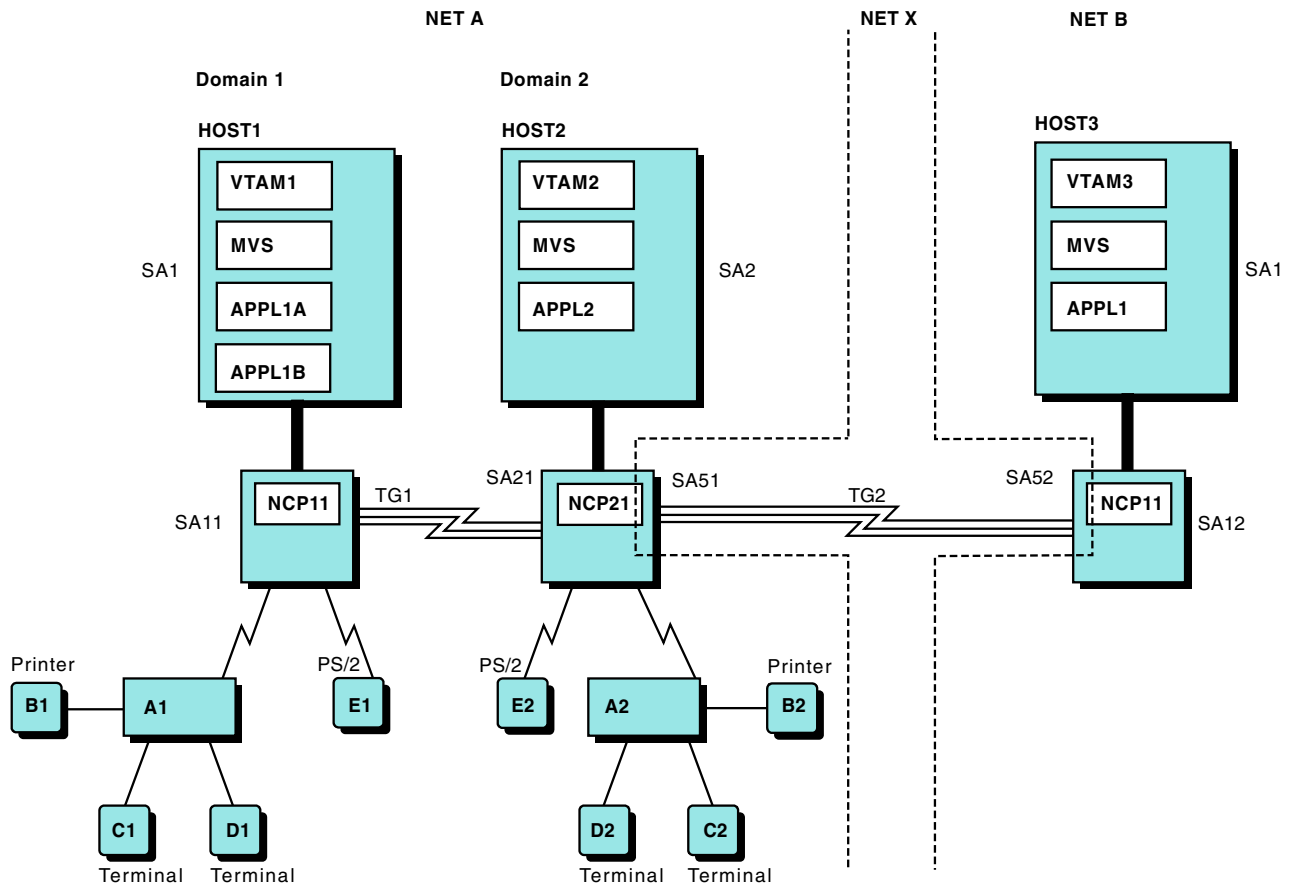 NET A
NET X
NET B
Domain 1
Domain 2
HOST1
HOST2
HOST3
VTAM1
VTAM2
VTAM3
MVS
MVS
MVS
SA1
SA2
SA1
APPL1A
APPL2
APPL1
APPL1B
SA21
SA51
SA52
TG1
TG2
NCP11
NCP21
NCP11
SA11
SA12
Printer
PS/2
PS/2
Printer
B1
A1
E1
E2
A2
B2
C1
D1
D2
C2
Terminal
Terminal
Terminal
Terminal